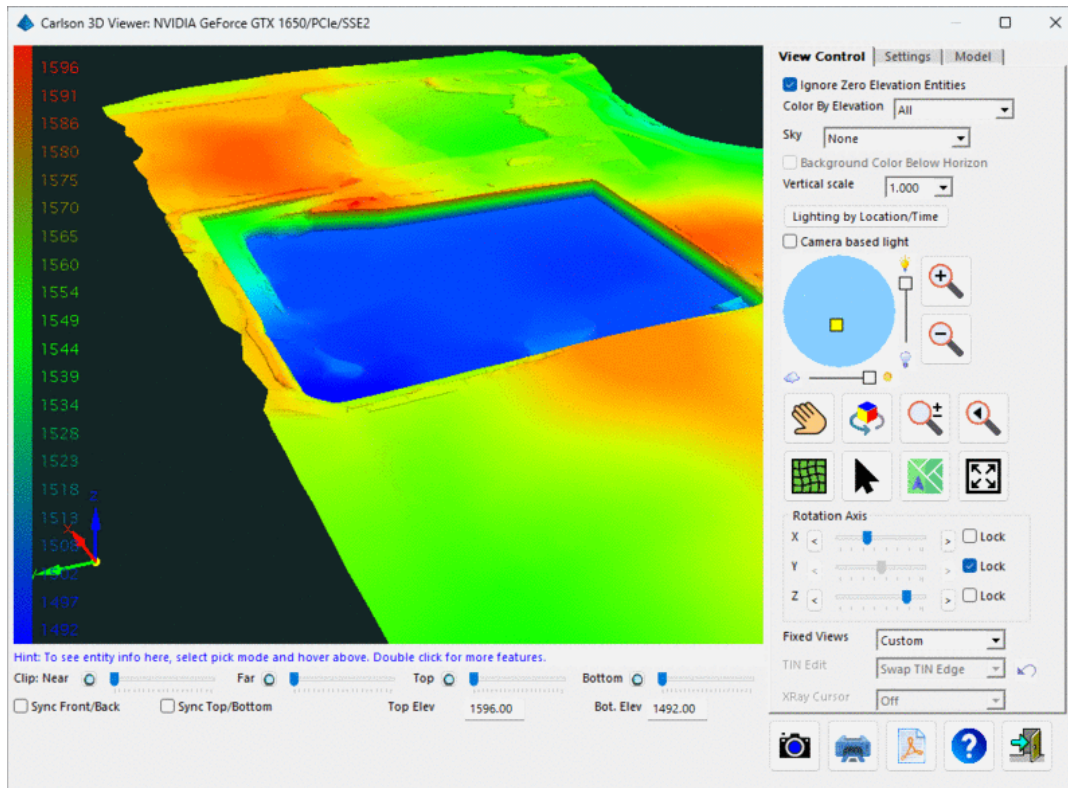 Carlson 3D Viewer: NVIDIA GeForce GTX 1650/PCIe/SSE2
1596
1591
1586
1580
1575
1570
1565
1560
1554
1549
1544
1539
1534
1528
1523
1518
1513
1508
1502
1497
1492
Z
X
Y
Hint: To see entity info here, select pick mode and hover above. Double click for more features.
Clip: Near Far Top Bottom
Sync Front/Back Sync Top/Bottom Top Elev 1596.00 Bot. Elev 1492.00
View Control Settings Model
Ignore Zero Elevation Entities
Color By Elevation All
Sky None
Background Color Below Horizon
Vertical scale 1.000
Lighting by Location/Time
Camera based light
Rotation Axis
X < > Lock
Y < > Lock
Z < > Lock
Fixed Views Custom
TIN Edit Swap TIN Edge
XRay Cursor Off